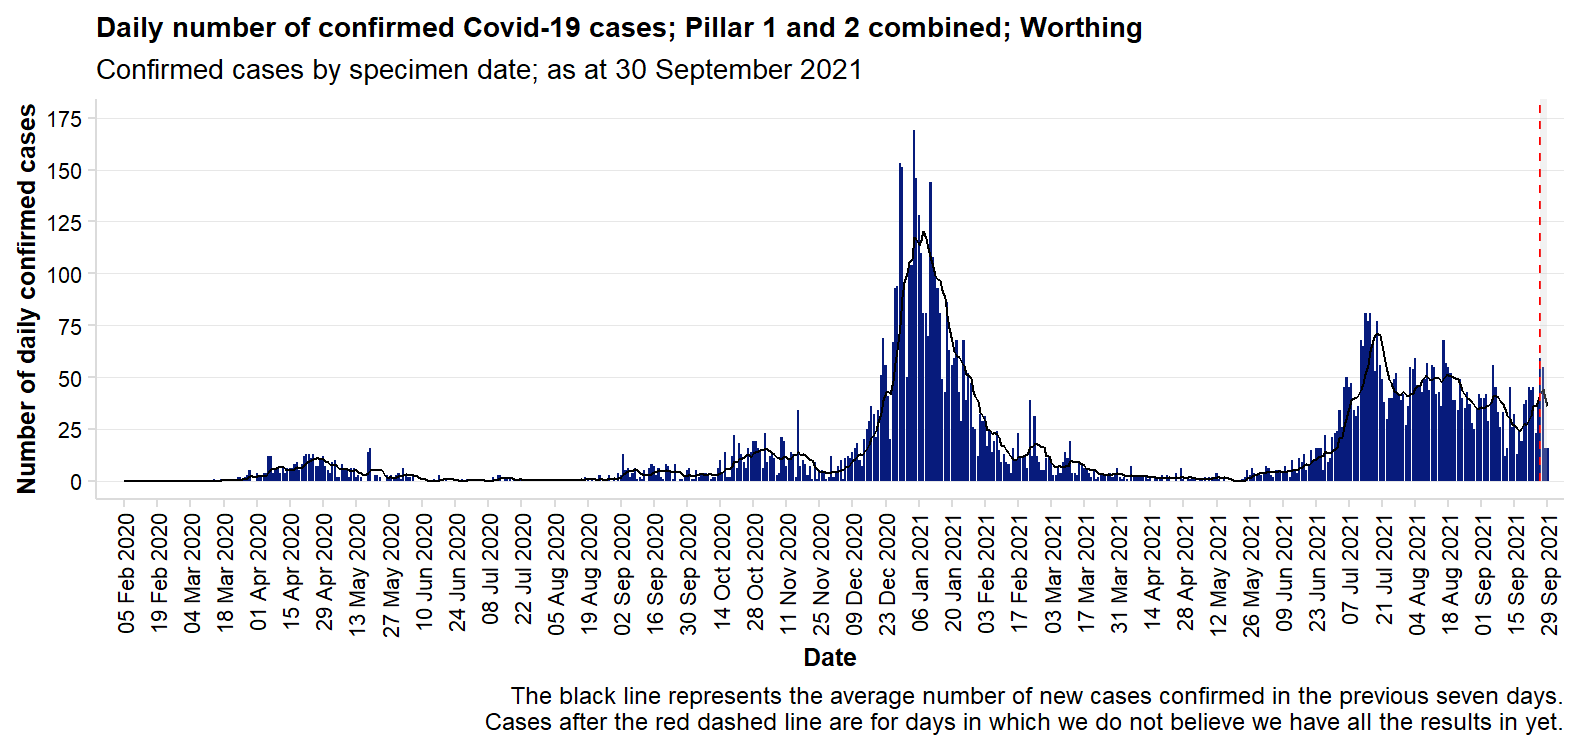 Daily number of confirmed Covid-19 cases; Pillar 1 and 2 combined; Worthing
Confirmed cases by specimen date; as at 30 September 2021
Number of daily confirmed cases
175
150
125
100
75
50
25
0
05 Feb 2020
19 Feb 2020
04 Mar 2020
18 Mar 2020
01 Apr 2020
15 Apr 2020
29 Apr 2020
13 May 2020
27 May 2020
10 Jun 2020
24 Jun 2020
08 Jul 2020
22 Jul 2020
05 Aug 2020
19 Aug 2020
02 Sep 2020
16 Sep 2020
30 Sep 2020
14 Oct 2020
28 Oct 2020
11 Nov 2020
25 Nov 2020
09 Dec 2020
23 Dec 2020
06 Jan 2021
20 Jan 2021
03 Feb 2021
17 Feb 2021
03 Mar 2021
17 Mar 2021
31 Mar 2021
14 Apr 2021
28 Apr 2021
12 May 2021
26 May 2021
09 Jun 2021
23 Jun 2021
07 Jul 2021
21 Jul 2021
04 Aug 2021
18 Aug 2021
01 Sep 2021
15 Sep 2021
29 Sep 2021
Date
The black line represents the average number of new cases confirmed in the previous seven days.
Cases after the red dashed line are for days in which we do not believe we have all the results in yet.